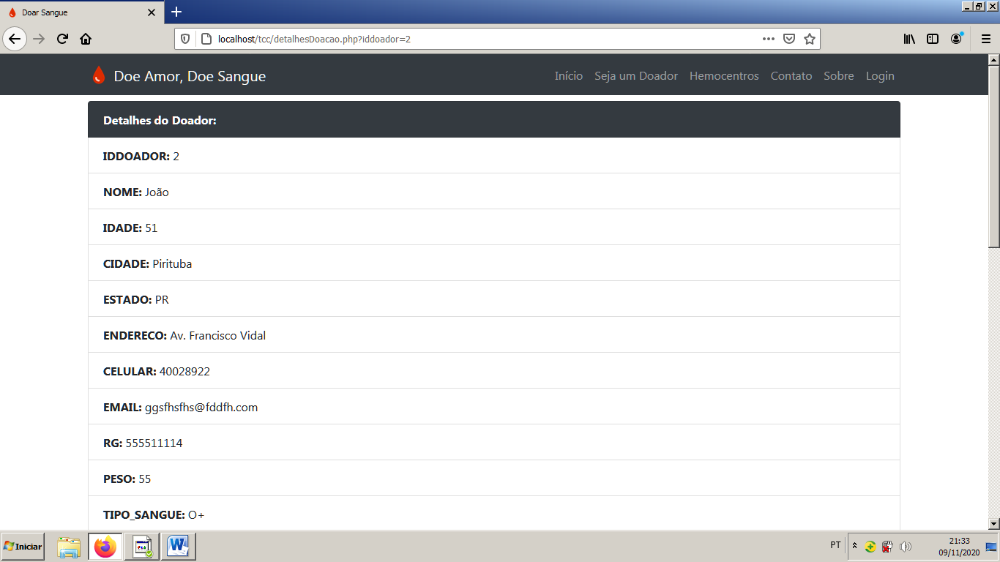 Doar Sangue
localhost/tcc/detalhesDoacao.php?iddoador=2
Doe Amor, Doe Sangue
Início Seja um Doador Hemocentros Contato Sobre Login
Detalhes do Doador:
IDDOADOR: 2
NOME: João
IDADE: 51
CIDADE: Pirituba
ESTADO: PR
ENDERECO: Av. Francisco Vidal
CELULAR: 40028922
EMAIL: ggsfhsfhs@fddfh.com
RG: 555511114
PESO: 55
TIPO_SANGUE: O+
Iniciar
PT
21:33
09/11/2020